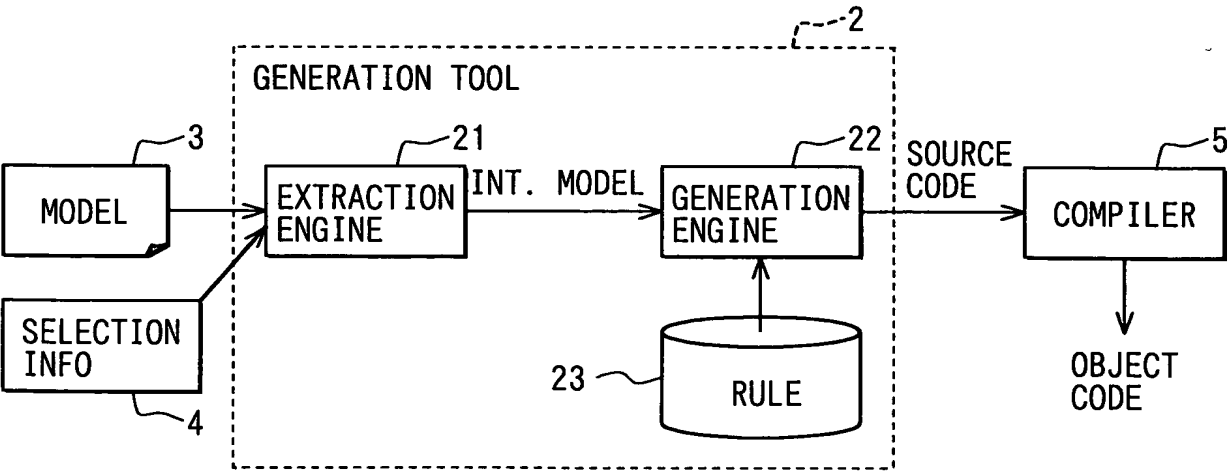 2
GENERATION TOOL
3
21
22
5
MODEL
EXTRACTION
ENGINE
INT. MODEL
GENERATION
ENGINE
SOURCE
CODE
COMPILER
SELECTION
INFO
4
23
RULE
OBJECT
CODE